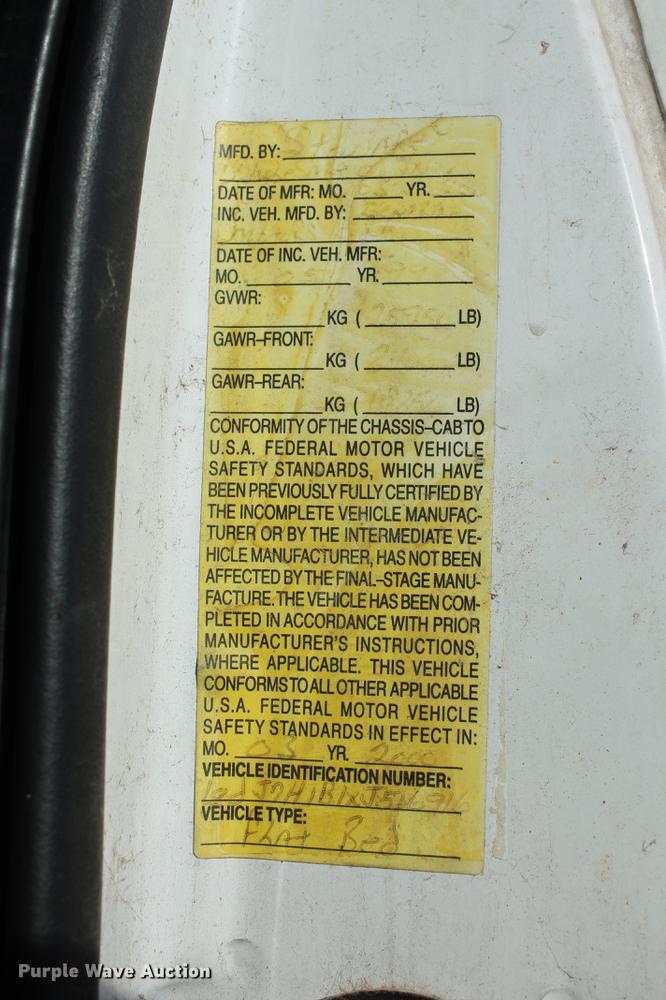 MFD. BY:
DATE OF MFR: MO. YR.
INC. VEH. MFD. BY:
DATE OF INC. VEH. MFR:
MO. YR.
GVWR:
KG ( LB)
GAWR-FRONT:
KG ( LB)
GAWR-REAR:
KG ( LB)
CONFORMITY OF THE CHASSIS-CAB TO
U.S.A. FEDERAL MOTOR VEHICLE
SAFETY STANDARDS, WHICH HAVE
BEEN PREVIOUSLY FULLY CERTIFIED BY
THE INCOMPLETE VEHICLE MANUFAC-
TURER OR BY THE INTERMEDIATE VE-
HICLE MANUFACTURER, HAS NOT BEEN
AFFECTED BY THE FINAL-STAGE MANU-
FACTURE. THE VEHICLE HAS BEEN COM-
PLETED IN ACCORDANCE WITH PRIOR
MANUFACTURER'S INSTRUCTIONS,
WHERE APPLICABLE. THIS VEHICLE
CONFORMS TO ALL OTHER APPLICABLE
U.S.A. FEDERAL MOTOR VEHICLE
SAFETY STANDARDS IN EFFECT IN:
MO. 03 YR. 2000
VEHICLE IDENTIFICATION NUMBER:
VEHICLE TYPE:
Flat Bed
Purple Wave Auction